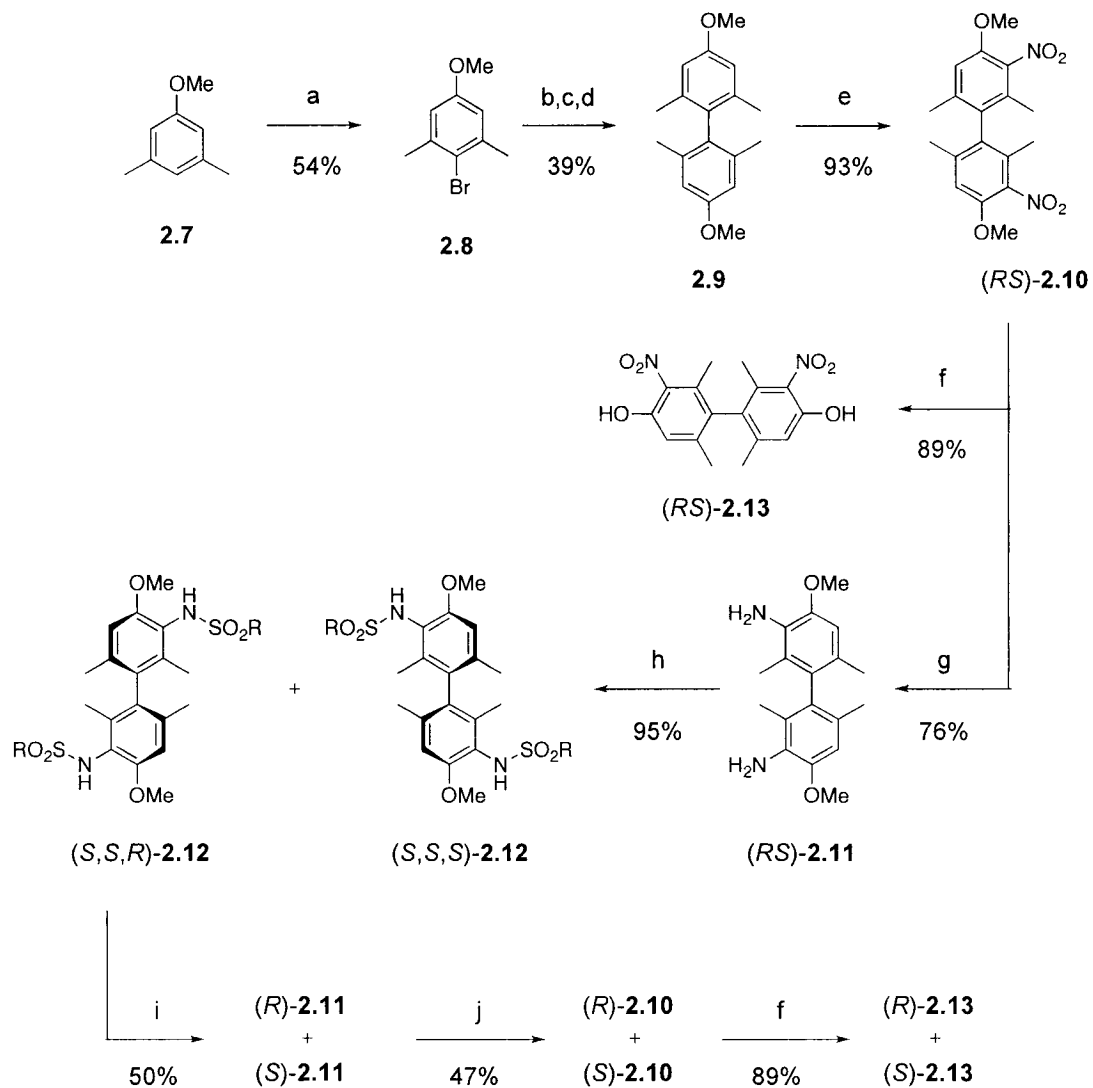 OMe
a
54%
2.7
OMe
Br
2.8
b,c,d
39%
OMe
OMe
2.9
e
93%
OMe
NO2
NO2
OMe
(RS)-2.10
O2N
NO2
HO
OH
(RS)-2.13
f
89%
OMe
H
N
SO2R
RO2S
N
H
OMe
(S,S,R)-2.12
+
H
OMe
N
RO2S
SO2R
N
H
OMe
(S,S,S)-2.12
h
95%
OMe
H2N
H2N
OMe
(RS)-2.11
g
76%
i
50%
(R)-2.11
+
(S)-2.11
j
47%
(R)-2.10
+
(S)-2.10
f
89%
(R)-2.13
+
(S)-2.13